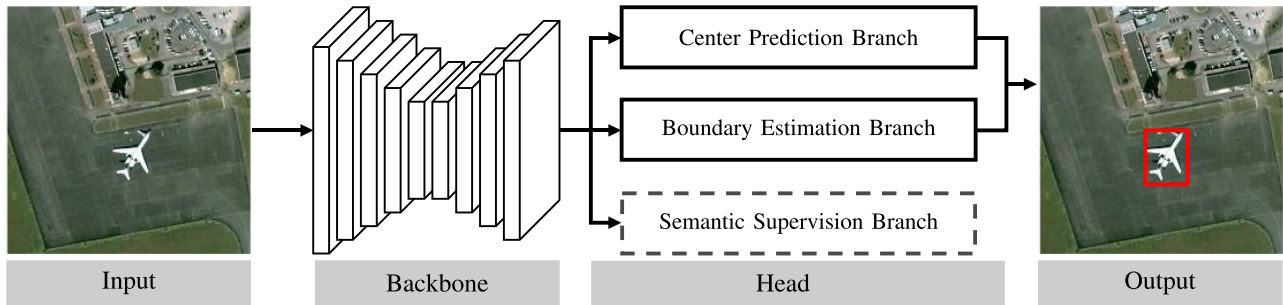 Center Prediction Branch
Boundary Estimation Branch
Semantic Supervision Branch
Input
Backbone
Head
Output